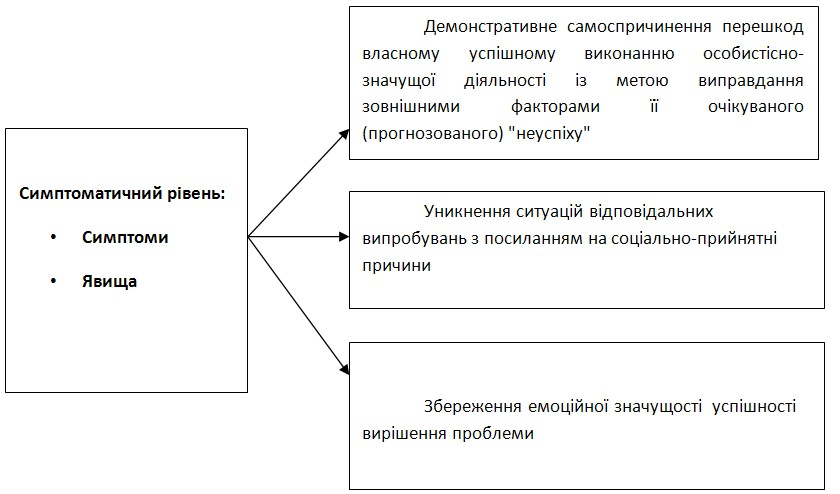 Симптоматичний рівень:
• Симптоми
• Явища
Демонстративне самоспричинення перешкод
власному успішному виконанню особистісно-
значущої діяльності із метою виправдання
зовнішними факторами її очікуваного
(прогнозованого) "неуспіху"
Уникнення ситуацій відповідальних
випробувань з посиланням на соціально-прийнятні
причини
Збереження емоційної значущості успішності
вирішення проблеми